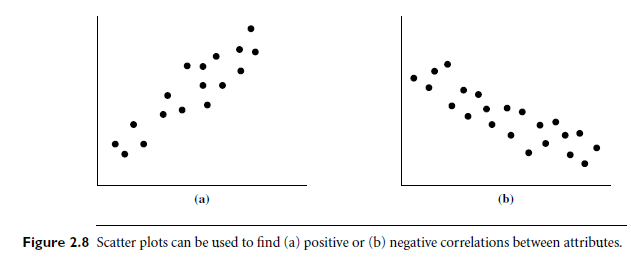 (a) (b)
Figure 2.8 Scatter plots can be used to find (a) positive or (b) negative correlations between attributes.